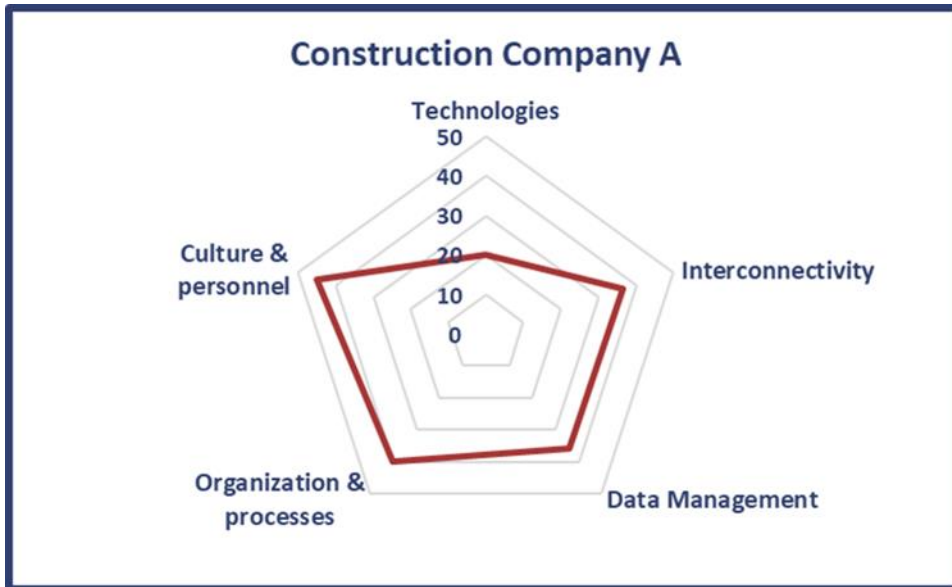 Construction Company A
Technologies
50
40
30
20
10
0
Culture &
personnel
Interconnectivity
Organization &
processes
Data Management